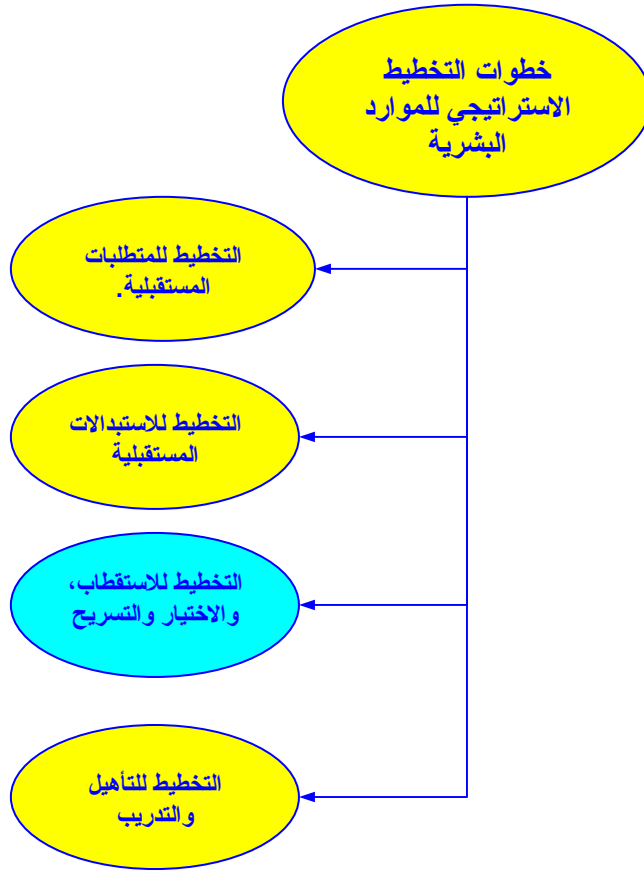 خطوات التخطيط
الاستراتيجي للموارد
البشرية
التخطيط للمتطلبات
المستقبلية.
التخطيط للاستبدالات
المستقبلية
التخطيط للاستقطاب،
والاختيار والتسريح
التخطيط للتأهيل
والتدريب